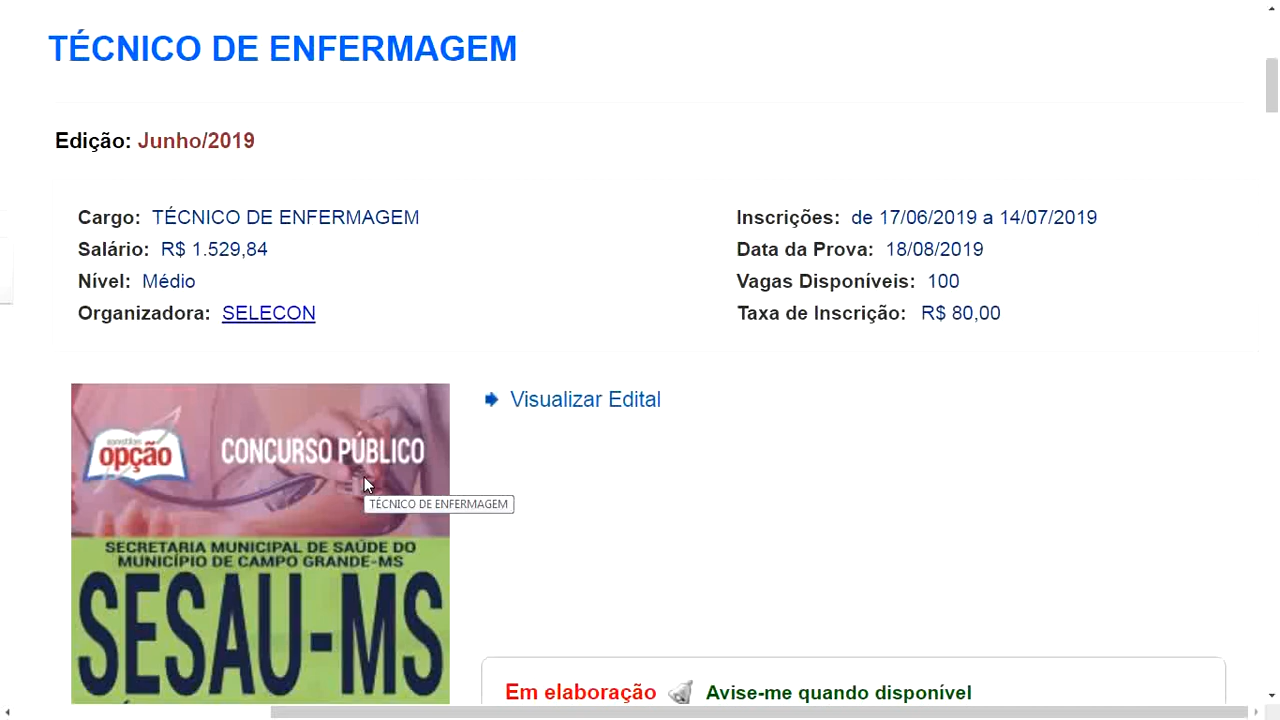 TÉCNICO DE ENFERMAGEM
Edição: Junho/2019
Cargo: TÉCNICO DE ENFERMAGEM
Salário: R$ 1.529,84
Nível: Médio
Organizadora: SELECON
Inscrições: de 17/06/2019 a 14/07/2019
Data da Prova: 18/08/2019
Vagas Disponíveis: 100
Taxa de Inscrição: R$ 80,00
opção
CONCURSO PÚBLICO
TÉCNICO DE ENFERMAGEM
SECRETARIA MUNICIPAL DE SAÚDE DO
MUNICÍPIO DE CAMPO GRANDE-MS
SESAU-MS
Visualizar Edital
Em elaboração Avise-me quando disponível